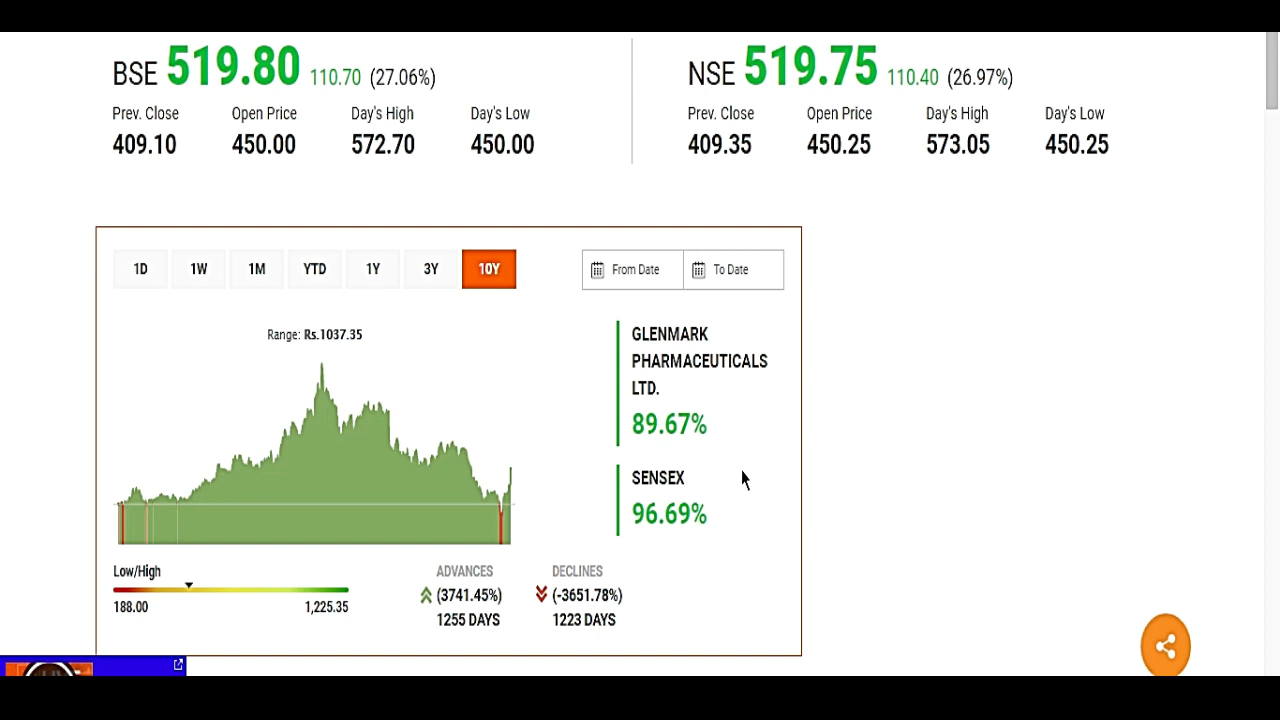 BSE 519.80 110.70 (27.06%)
Prev. Close Open Price Day's High Day's Low
409.10 450.00 572.70 450.00
NSE 519.75 110.40 (26.97%)
Prev. Close Open Price Day's High Day's Low
409.35 450.25 573.05 450.25
1D 1W 1M YTD 1Y 3Y 10Y
From Date To Date
Range: Rs.1037.35
GLENMARK
PHARMACEUTICALS
LTD.
89.67%
SENSEX
96.69%
Low/High
188.00 1,225.35
ADVANCES
(3741.45%)
1255 DAYS
DECLINES
(-3651.78%)
1223 DAYS